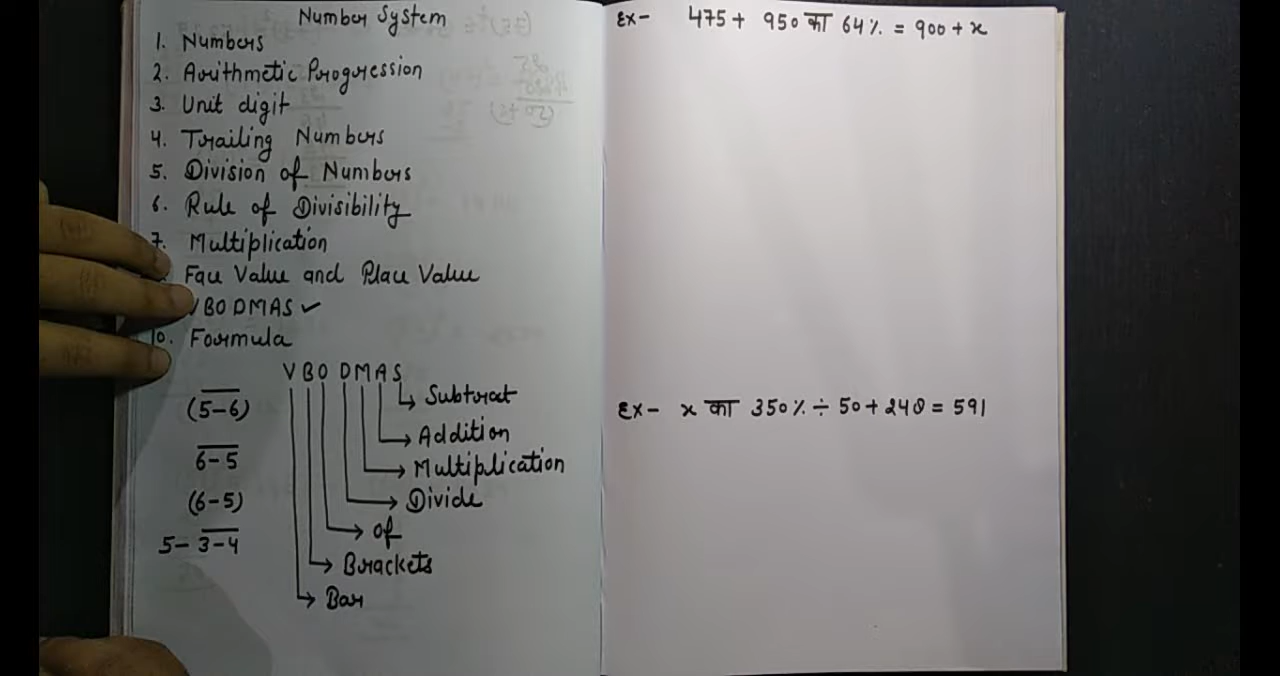 Number System
1. Numbers
2. Arithmetic Progression
3. Unit digit
4. Trailing Numbers
5. Division of Numbers
6. Rule of Divisibility
7. Multiplication
Face Value and Place Value
VBODMAS ✓
10. Formula
V B O D M A S
Subtract
(5-6)
Addition
6-5
Multiplication
(6-5)
Divide
5- 3-4
of
Brackets
Bar
Ex- 475 + 950 का 64% = 900 + x
Ex- x का 350% ÷ 50 + 248 = 591